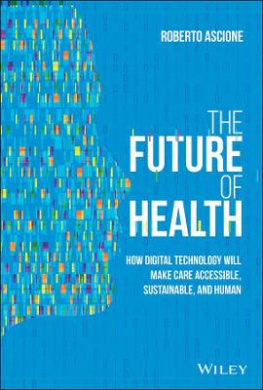 ROBERTO ASCIONE
THE
FUTURE
OF
HEALTH
HOW DIGITAL TECHNOLOGY WILL
MAKE CARE ACCESSIBLE,
SUSTAINABLE, AND HUMAN
WILEY